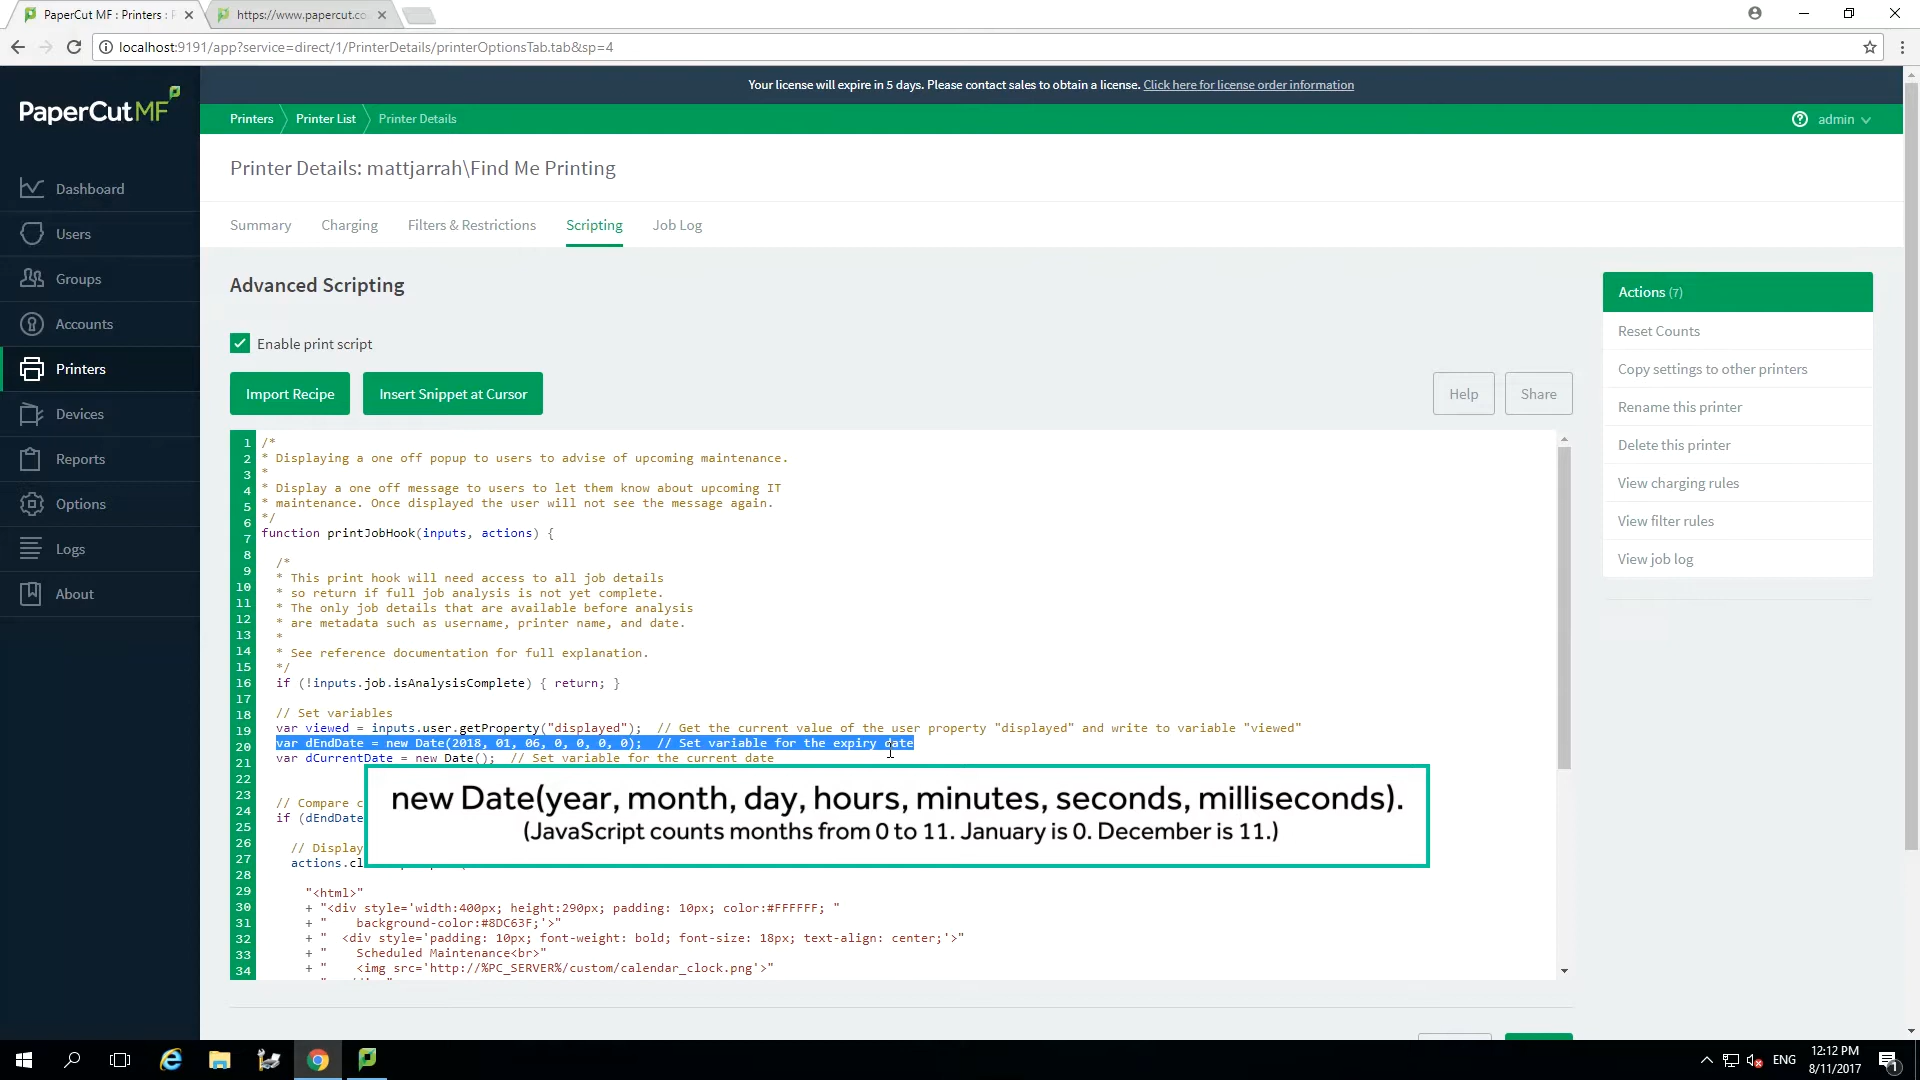 PaperCut MF : Printers : P
https://www.papercut.co
localhost:9191/app?service=direct/1/PrinterDetails/printerOptionsTab.tab&sp=4
Your license will expire in 5 days. Please contact sales to obtain a license. Click here for license order information
PaperCutMF
Printers
Printer List
Printer Details
admin
Printer Details: mattjarrah\Find Me Printing
Dashboard
Users
Groups
Accounts
Printers
Devices
Reports
Options
Logs
About
Summary
Charging
Filters & Restrictions
Scripting
Job Log
Advanced Scripting
Enable print script
Import Recipe
Insert Snippet at Cursor
Help
Share
Actions (7)
Reset Counts
Copy settings to other printers
Rename this printer
Delete this printer
View charging rules
View filter rules
View job log
1 /*
2 * Displaying a one off popup to users to advise of upcoming maintenance.
3 *
4 * Display a one off message to users to let them know about upcoming IT
5 * maintenance. Once displayed the user will not see the message again.
6 */
7 function printJobHook(inputs, actions) {
8
9 /*
10 * This print hook will need access to all job details
11 * so return if full job analysis is not yet complete.
12 * The only job details that are available before analysis
13 * are metadata such as username, printer name, and date.
14 *
15 * See reference documentation for full explanation.
16 */
17 if (!inputs.job.isAnalysisComplete) { return; }
18
19 // Set variables
20 var viewed = inputs.user.getProperty("displayed"); // Get the current value of the user property "displayed" and write to variable "viewed"
21 var dEndDate = new Date(2018, 01, 06, 0, 0, 0, 0); // Set variable for the expiry date
22 var dCurrentDate = new Date(); // Set variable for the current date
23
24
25 // Compare c
26 if (dEndDate
27
28 // Display
29 actions.cl
30
31 "<html>"
32 + "<div style='width:400px; height:290px; padding: 10px; color:#FFFFFF; "
33 + " background-color:#8DC63F;'>"
34 + " <div style='padding: 10px; font-weight: bold; font-size: 18px; text-align: center;'>"
+ " Scheduled Maintenance<br>"
+ " <img src='http://%PC_SERVER%/custom/calendar_clock.png'>"
new Date(year, month, day, hours, minutes, seconds, milliseconds).
(JavaScript counts months from 0 to 11. January is 0. December is 11.)
ENG
12:12 PM
8/11/2017
1